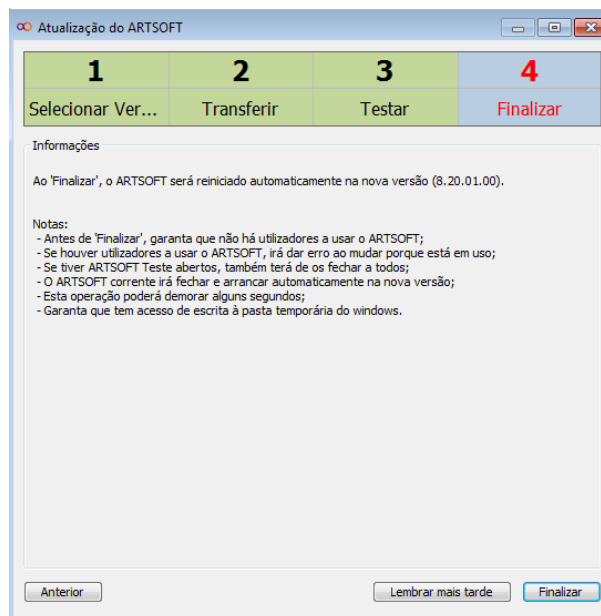 Atualização do ARTSOFT
1 2 3 4
Selecionar Ver... Transferir Testar Finalizar
Informações
Ao 'Finalizar', o ARTSOFT será reiniciado automaticamente na nova versão (8.20.01.00).
Notas:
- Antes de 'Finalizar', garanta que não há utilizadores a usar o ARTSOFT;
- Se houver utilizadores a usar o ARTSOFT, irá dar erro ao mudar porque está em uso;
- Se tiver ARTSOFT Teste abertos, também terá de os fechar a todos;
- O ARTSOFT corrente irá fechar e arrancar automaticamente na nova versão;
- Esta operação poderá demorar alguns segundos;
- Garanta que tem acesso de escrita à pasta temporária do windows.
Anterior Lembrar mais tarde Finalizar